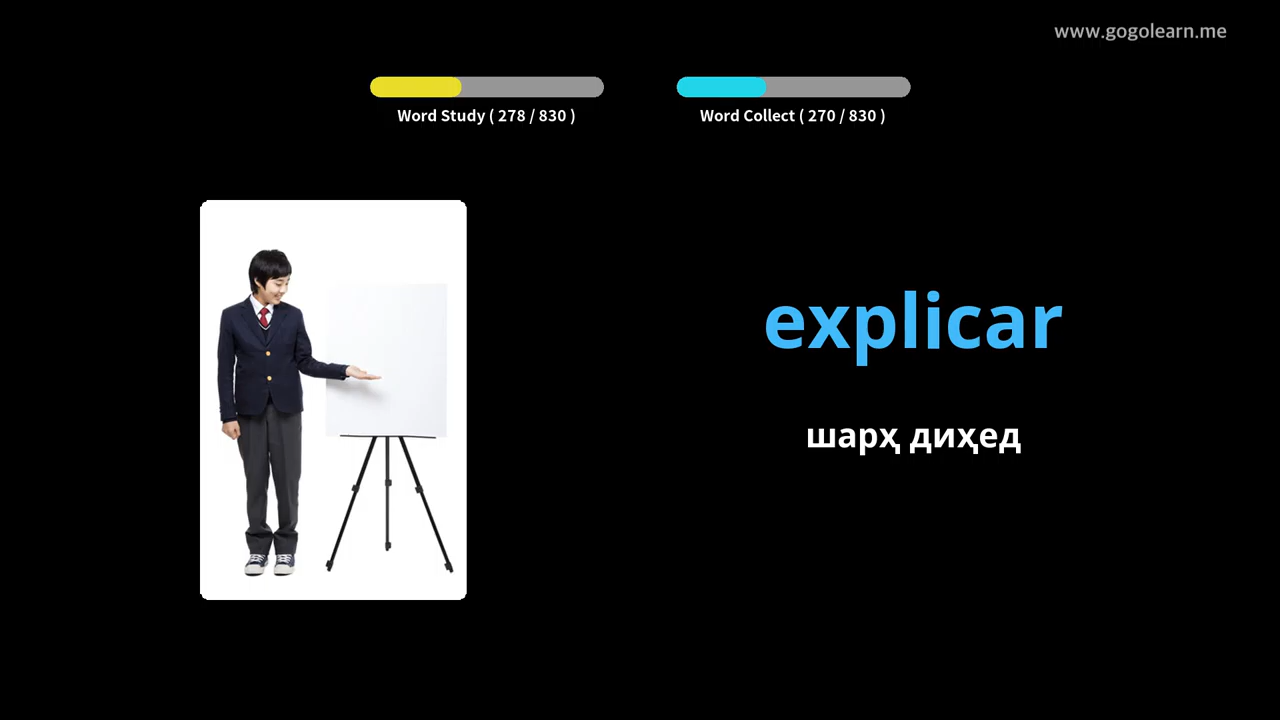 www.gogolearn.me
Word Study ( 278 / 830 )
Word Collect ( 270 / 830 )
explicar
шарҳ диҳед